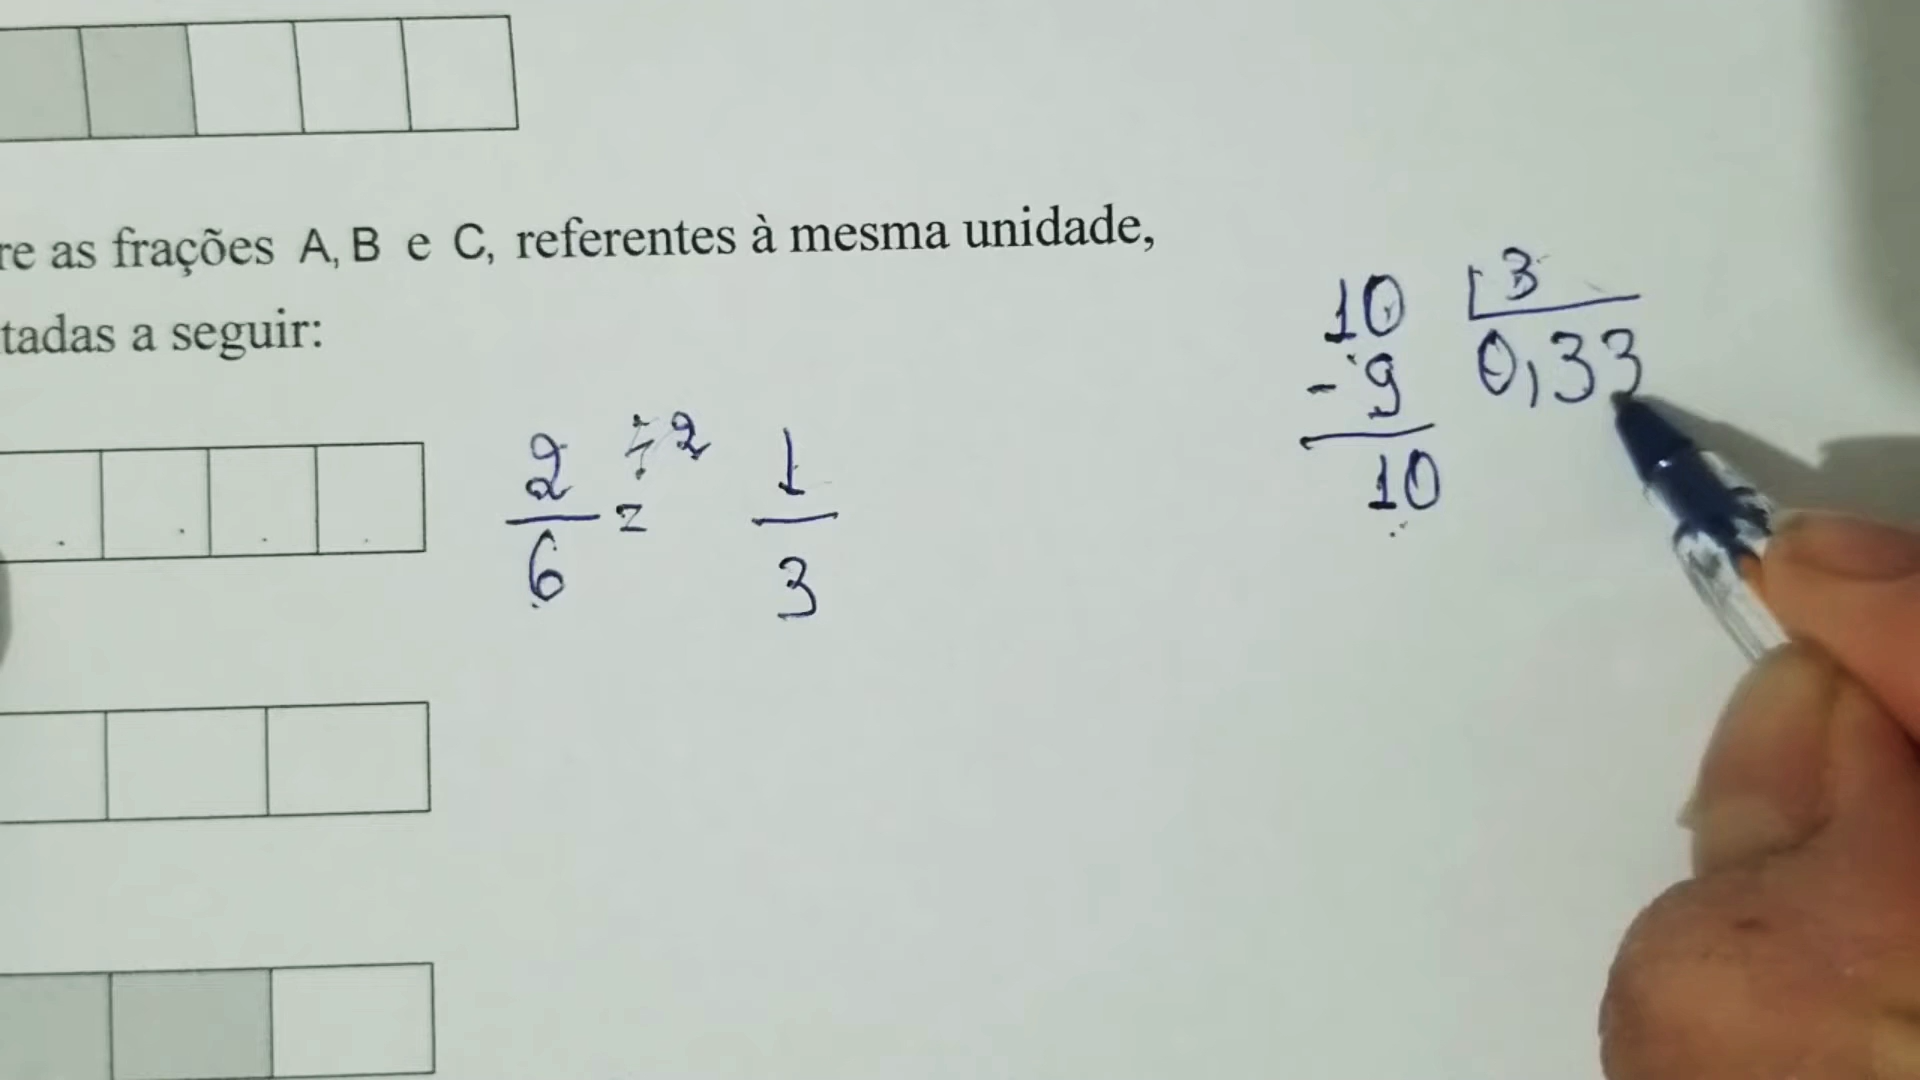 re as frações A, B e C, referentes à mesma unidade,
tadas a seguir:
2 ÷2 1
=
6 3
10 3
- 9 0,33
10